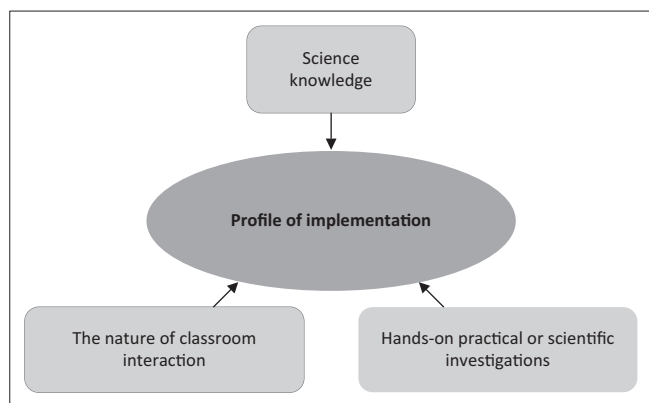 Science
knowledge
Profile of implementation
The nature of classroom
interaction
Hands-on practical or scientific
investigations